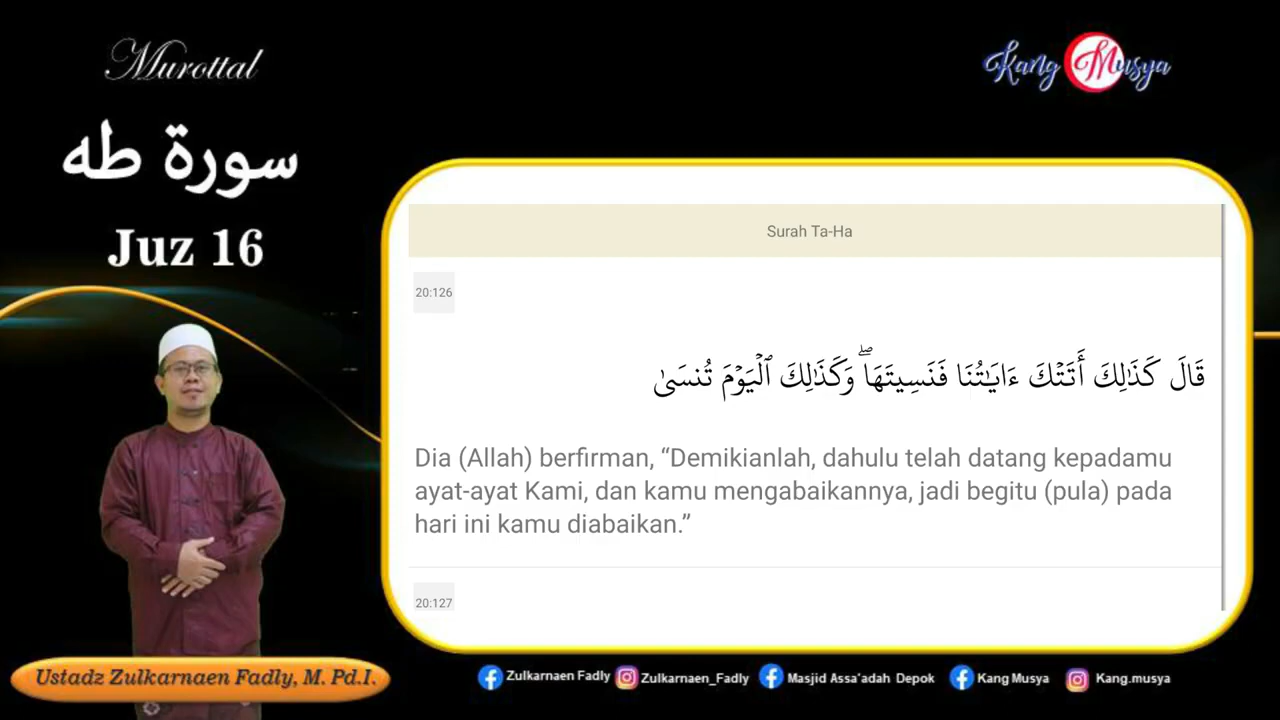 Murottal
Kang Musya
سورة طه
Juz 16
Surah Ta-Ha
20:126
قَالَ كَذَٰلِكَ أَتَتْكَ ءَايَـٰتُنَا فَنَسِيتَهَا ۖ وَكَذَٰلِكَ ٱلْيَوْمَ تُنسَىٰ
Dia (Allah) berfirman, “Demikianlah, dahulu telah datang kepadamu
ayat-ayat Kami, dan kamu mengabaikannya, jadi begitu (pula) pada
hari ini kamu diabaikan.”
20:127
Ustadz Zulkarnaen Fadly, M. Pd.I.
Zulkarnaen Fadly Zulkarnaen_Fadly Masjid Assa'adah Depok Kang Musya Kang.musya